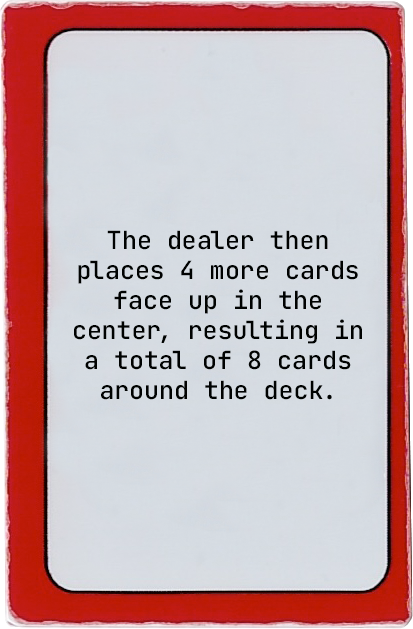 The dealer then
places 4 more cards
face up in the
center, resulting in
a total of 8 cards
around the deck.